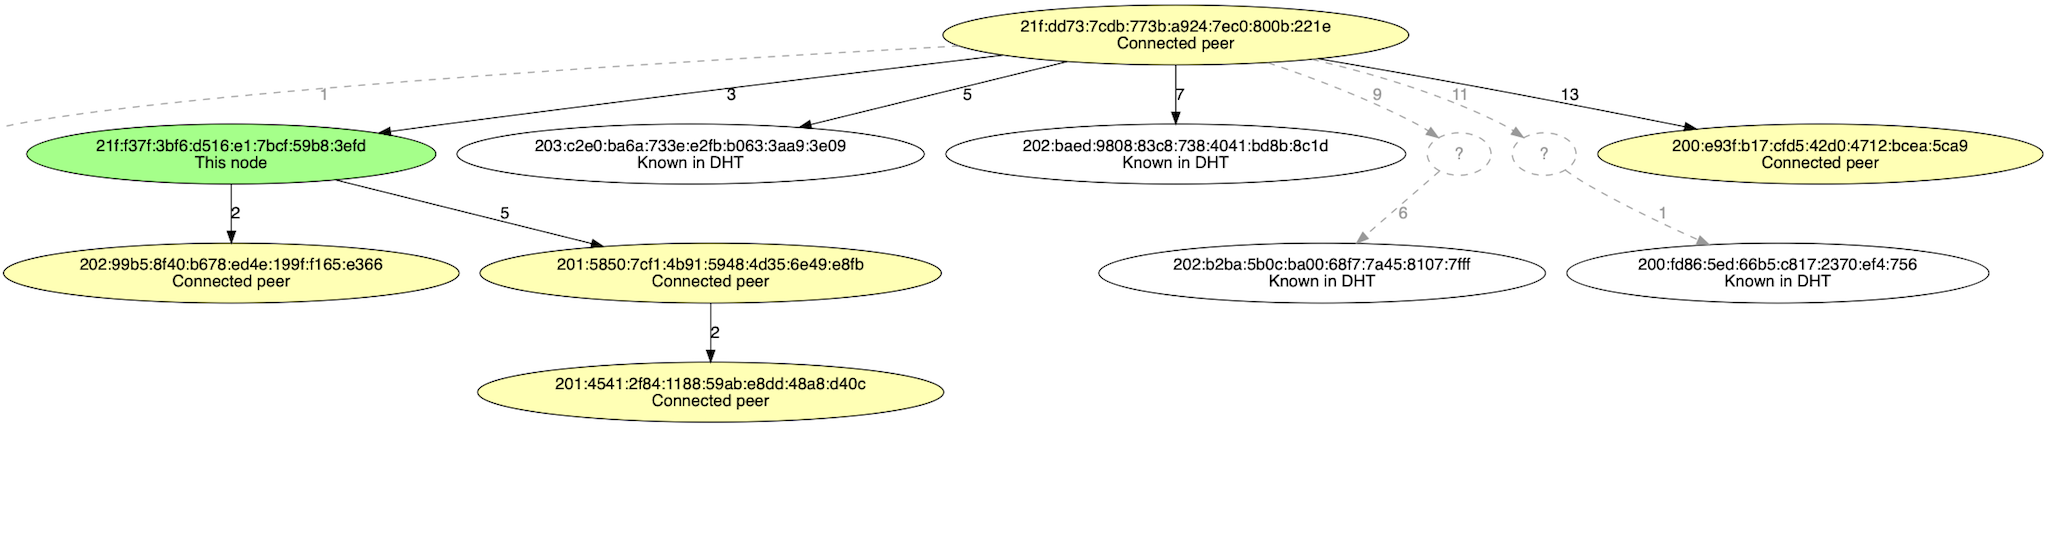 21f:dd73:7cdb:773b:a924:7ec0:800b:221e
Connected peer
1
3
5
7
9
11
13
21f:f37f:3bf6:d516:e1:7bcf:59b8:3efd
This node
203:c2e0:ba6a:733e:e2fb:b063:3aa9:3e09
Known in DHT
202:baed:9808:83c8:738:4041:bd8b:8c1d
Known in DHT
?
?
200:e93f:b17:cfd5:42d0:4712:bcea:5ca9
Connected peer
2
5
6
1
202:99b5:8f40:b678:ed4e:199f:f165:e366
Connected peer
201:5850:7cf1:4b91:5948:4d35:6e49:e8fb
Connected peer
202:b2ba:5b0c:ba00:68f7:7a45:8107:7fff
Known in DHT
200:fd86:5ed:66b5:c817:2370:ef4:756
Known in DHT
2
201:4541:2f84:1188:59ab:e8dd:48a8:d40c
Connected peer